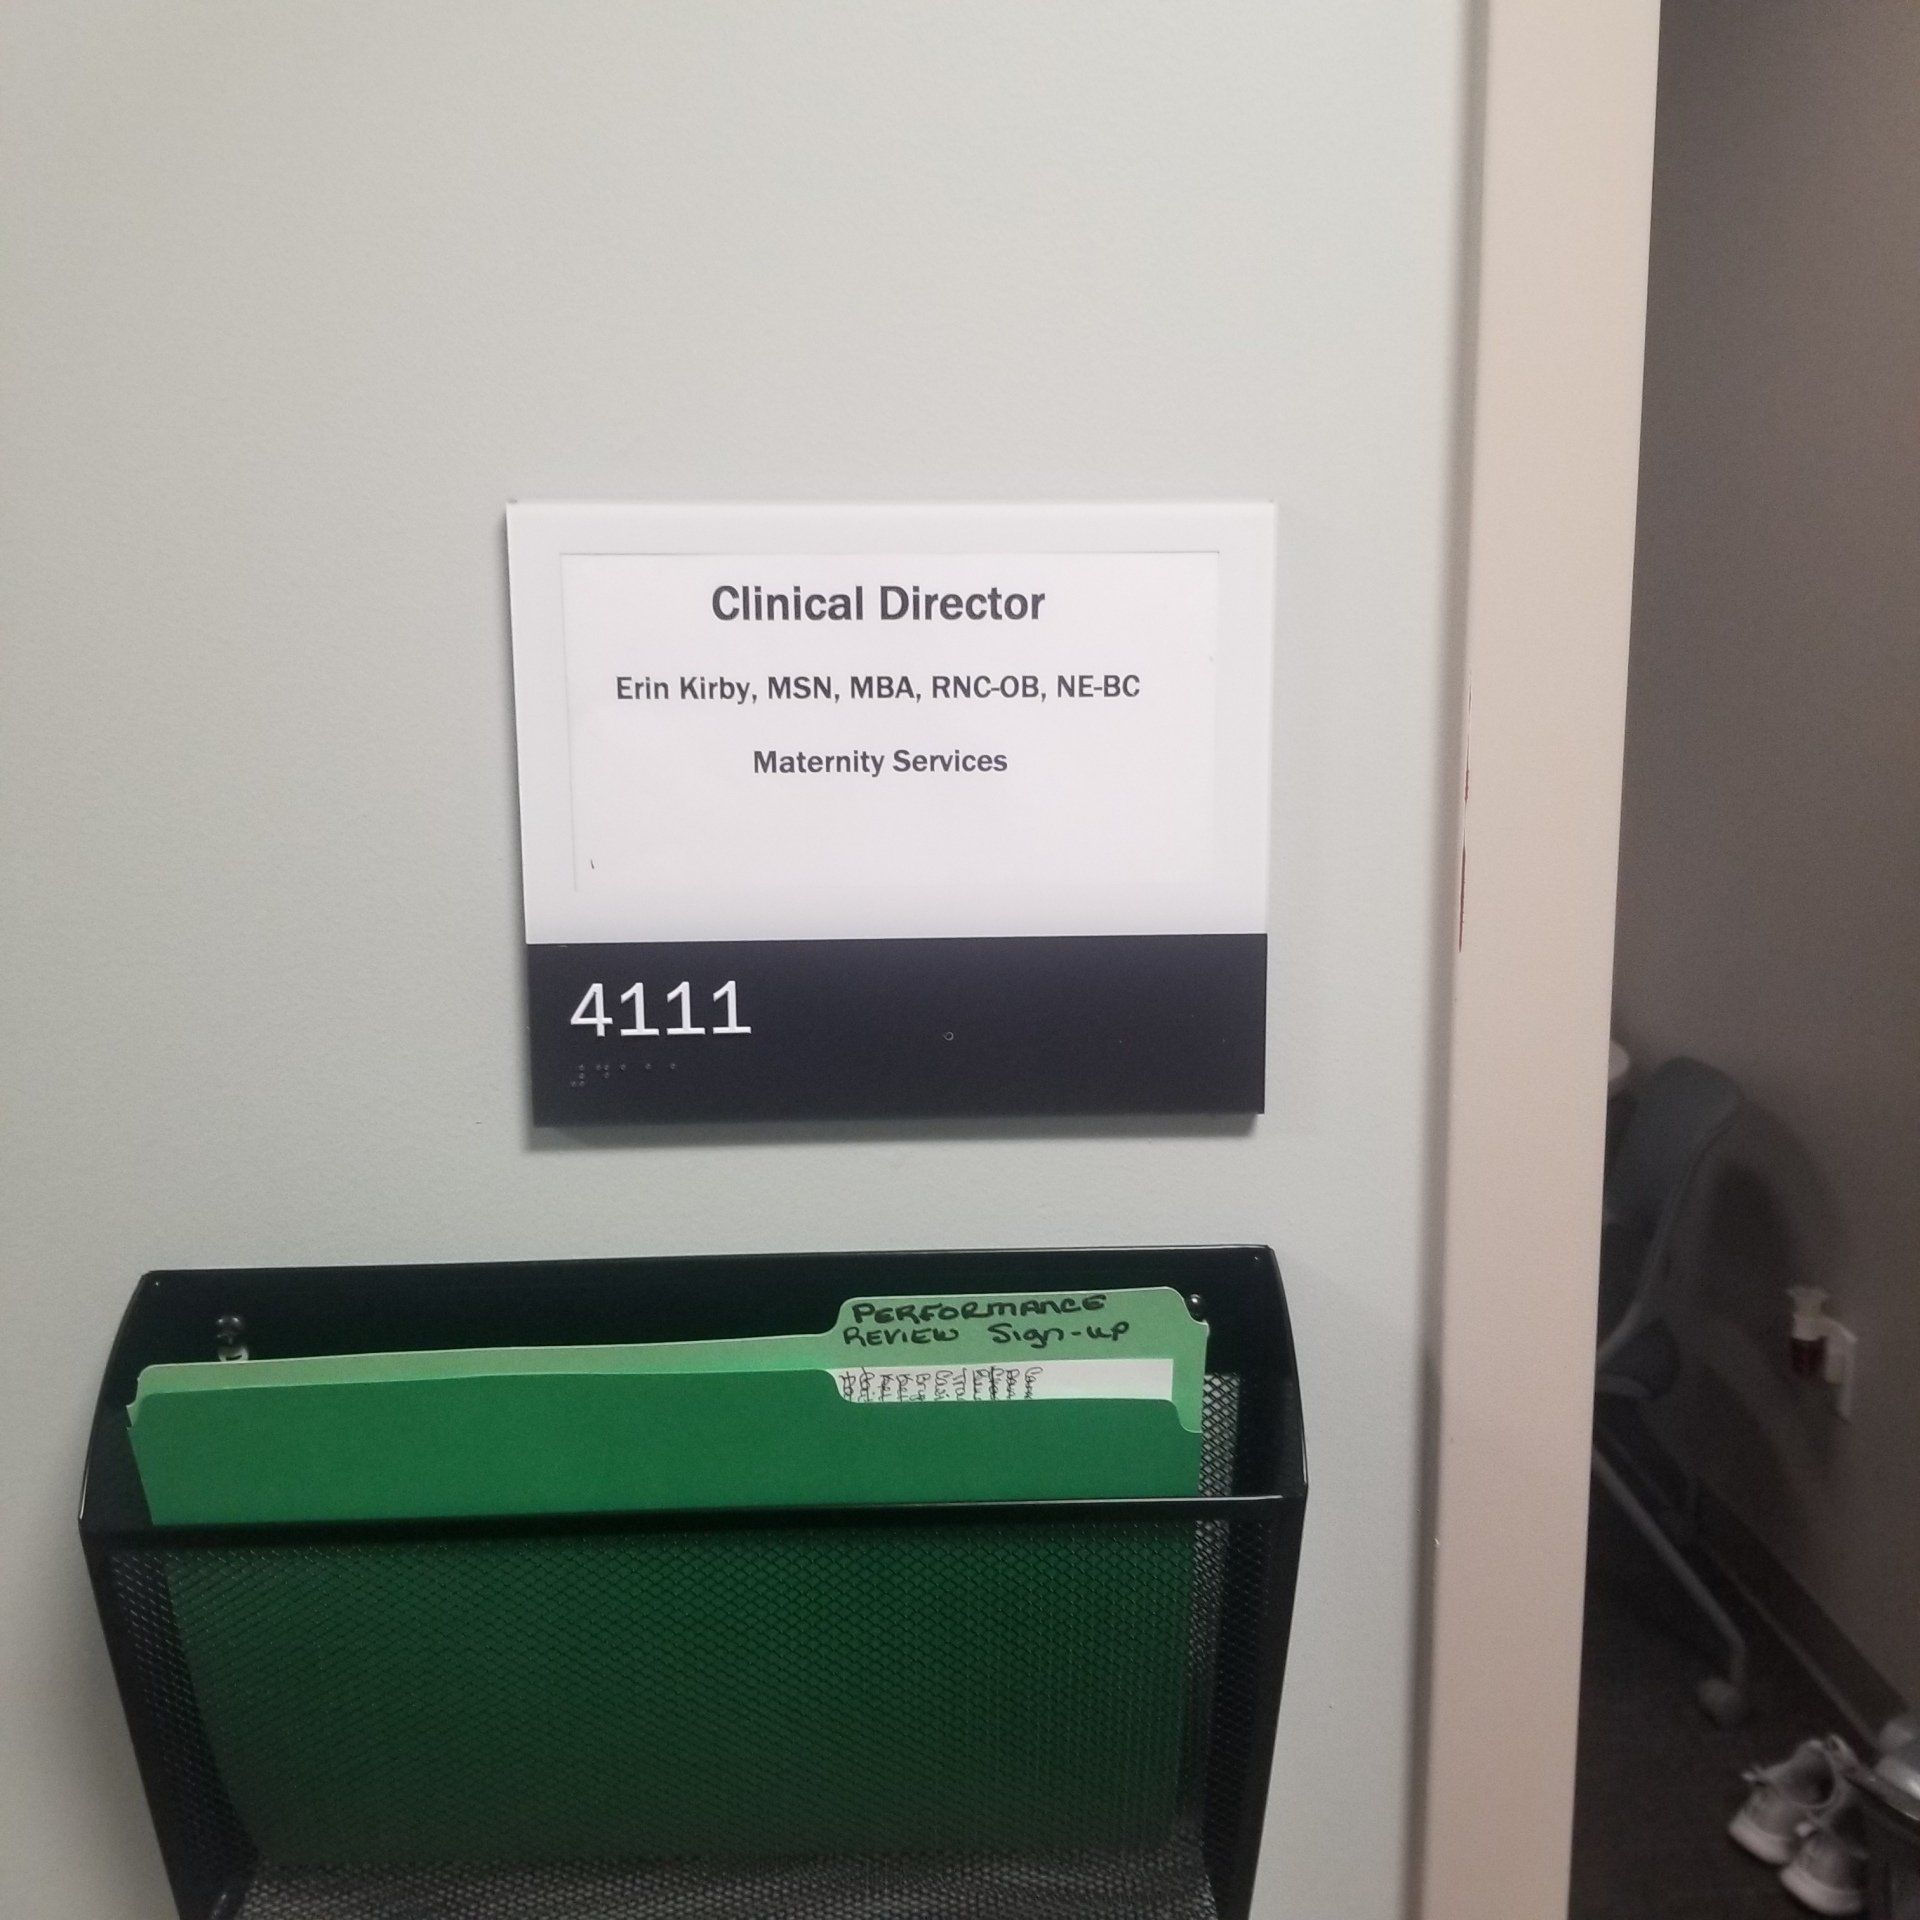 Clinical Director
Erin Kirby, MSN, MBA, RNC-OB, NE-BC
Maternity Services
4111
PERFORMANCE
REVIEW Sign-up